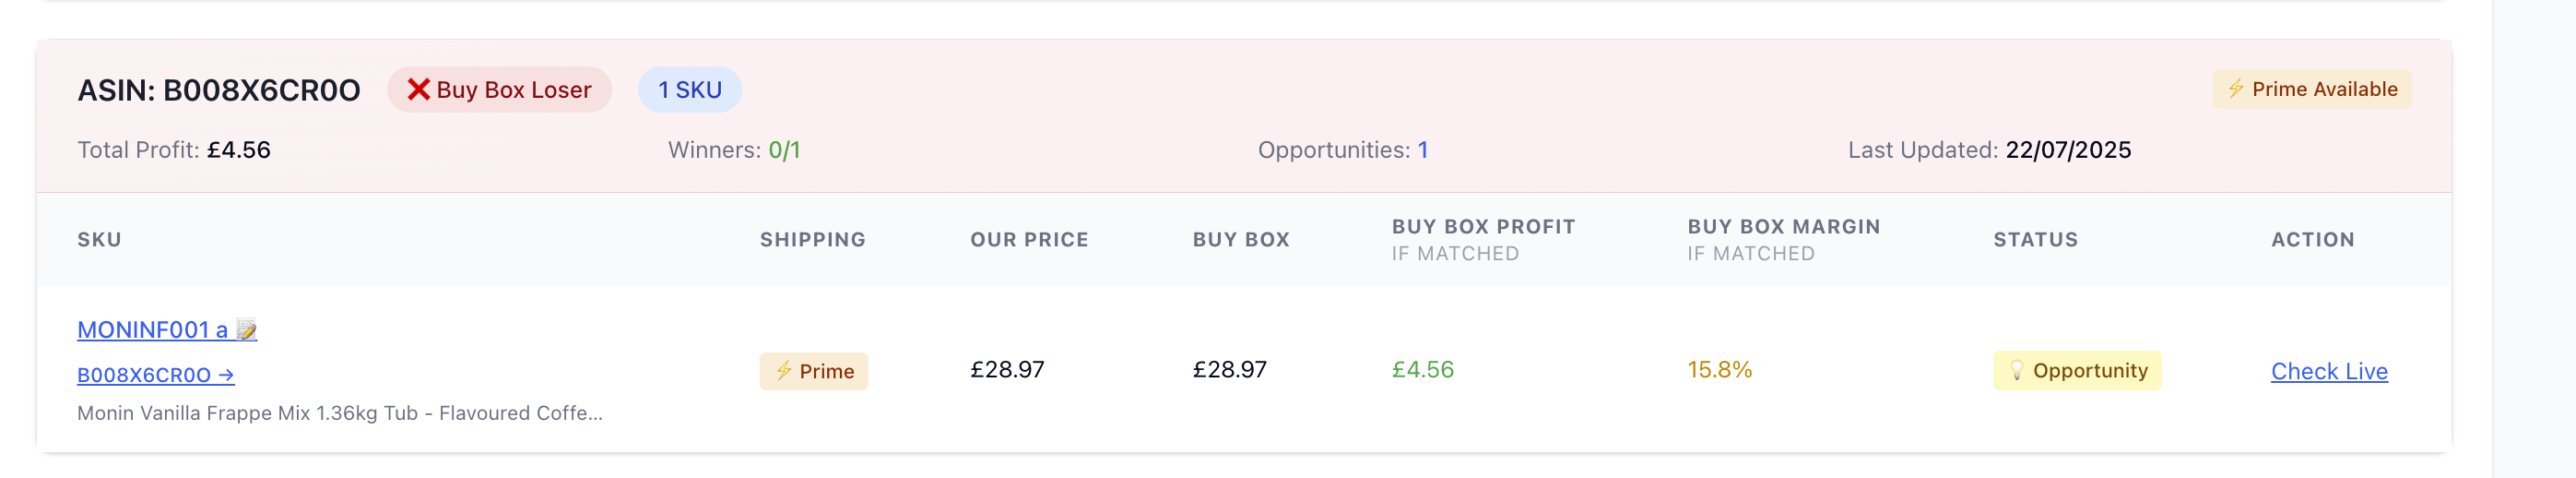 ASIN: B008X6CR0O ❌ Buy Box Loser 1 SKU ⚡ Prime Available
Total Profit: £4.56 Winners: 0/1 Opportunities: 1 Last Updated: 22/07/2025
SKU SHIPPING OUR PRICE BUY BOX BUY BOX PROFIT IF MATCHED BUY BOX MARGIN IF MATCHED STATUS ACTION
MONINF001 a 📝
B008X6CR0O → ⚡ Prime £28.97 £28.97 £4.56 15.8% 💡 Opportunity Check Live
Monin Vanilla Frappe Mix 1.36kg Tub - Flavoured Coffe...